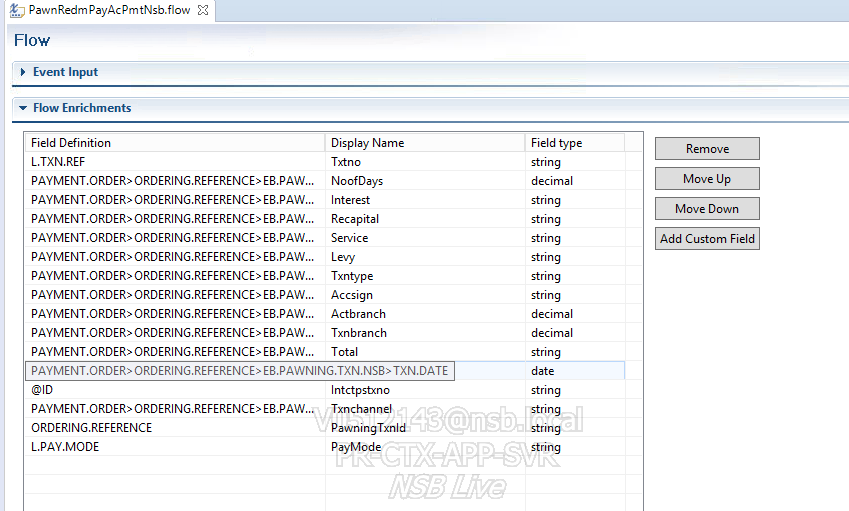 PawnRedmPayAcPmtNsb.flow
Flow
Event Input
Flow Enrichments
Field Definition Display Name Field type
L.TXN.REF Txtno string
PAYMENT.ORDER>ORDERING.REFERENCE>EB.PAW... NoofDays decimal
PAYMENT.ORDER>ORDERING.REFERENCE>EB.PAW... Interest string
PAYMENT.ORDER>ORDERING.REFERENCE>EB.PAW... Recapital string
PAYMENT.ORDER>ORDERING.REFERENCE>EB.PAW... Service string
PAYMENT.ORDER>ORDERING.REFERENCE>EB.PAW... Levy string
PAYMENT.ORDER>ORDERING.REFERENCE>EB.PAW... Txntype string
PAYMENT.ORDER>ORDERING.REFERENCE>EB.PAW... Accsign string
PAYMENT.ORDER>ORDERING.REFERENCE>EB.PAW... Actbranch decimal
PAYMENT.ORDER>ORDERING.REFERENCE>EB.PAW... Txnbranch decimal
PAYMENT.ORDER>ORDERING.REFERENCE>EB.PAW... Total string
PAYMENT.ORDER>ORDERING.REFERENCE>EB.PAWNING.TXN.NSB>TXN.DATE date
@ID Intctpstxno string
PAYMENT.ORDER>ORDERING.REFERENCE>EB.PAW... Txnchannel string
ORDERING.REFERENCE PawningTxnId string
L.PAY.MODE PayMode string
Remove
Move Up
Move Down
Add Custom Field
PR-CTX-APP-SVR
NSB Live